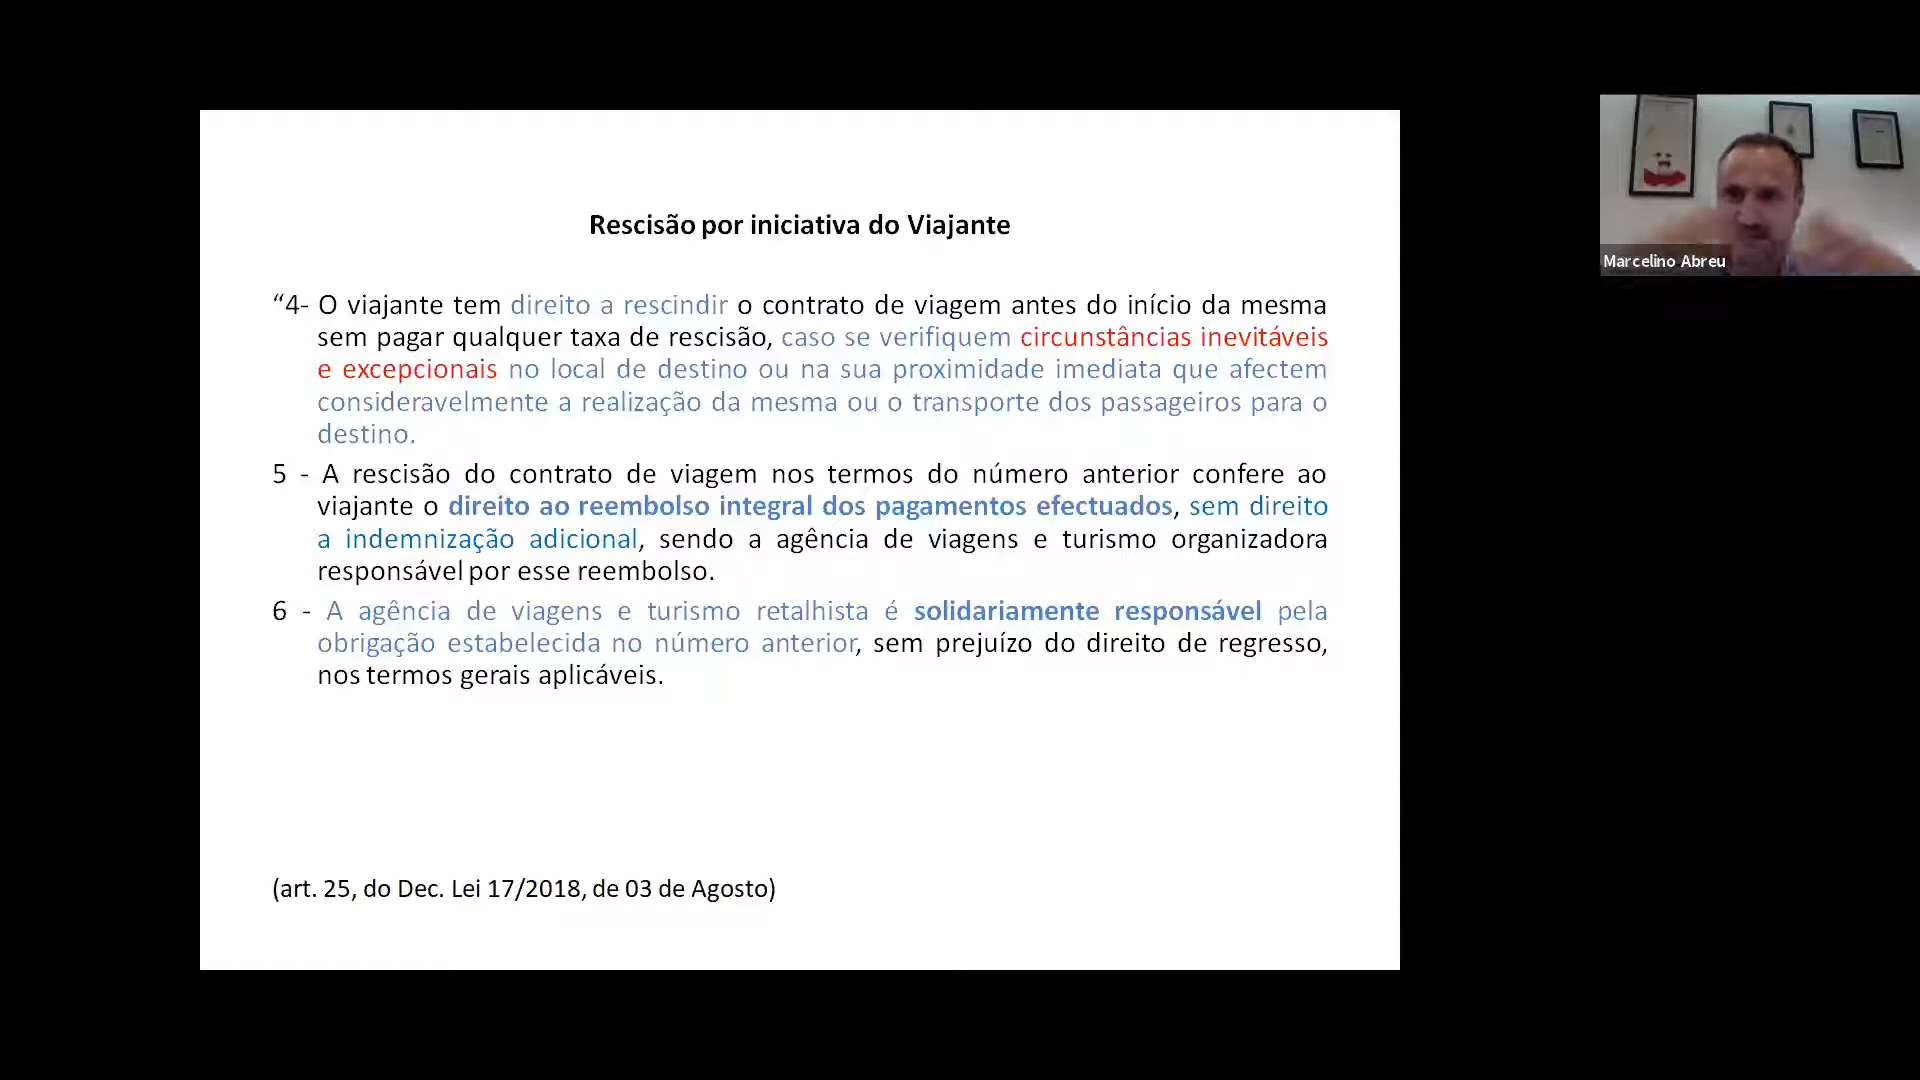 Rescisão por iniciativa do Viajante
“4- O viajante tem direito a rescindir o contrato de viagem antes do início da mesma
sem pagar qualquer taxa de rescisão, caso se verifiquem circunstâncias inevitáveis
e excepcionais no local de destino ou na sua proximidade imediata que afectem
consideravelmente a realização da mesma ou o transporte dos passageiros para o
destino.
5 - A rescisão do contrato de viagem nos termos do número anterior confere ao
viajante o direito ao reembolso integral dos pagamentos efectuados, sem direito
a indemnização adicional, sendo a agência de viagens e turismo organizadora
responsável por esse reembolso.
6 - A agência de viagens e turismo retalhista é solidariamente responsável pela
obrigação estabelecida no número anterior, sem prejuízo do direito de regresso,
nos termos gerais aplicáveis.
(art. 25, do Dec. Lei 17/2018, de 03 de Agosto)
Marcelino Abreu